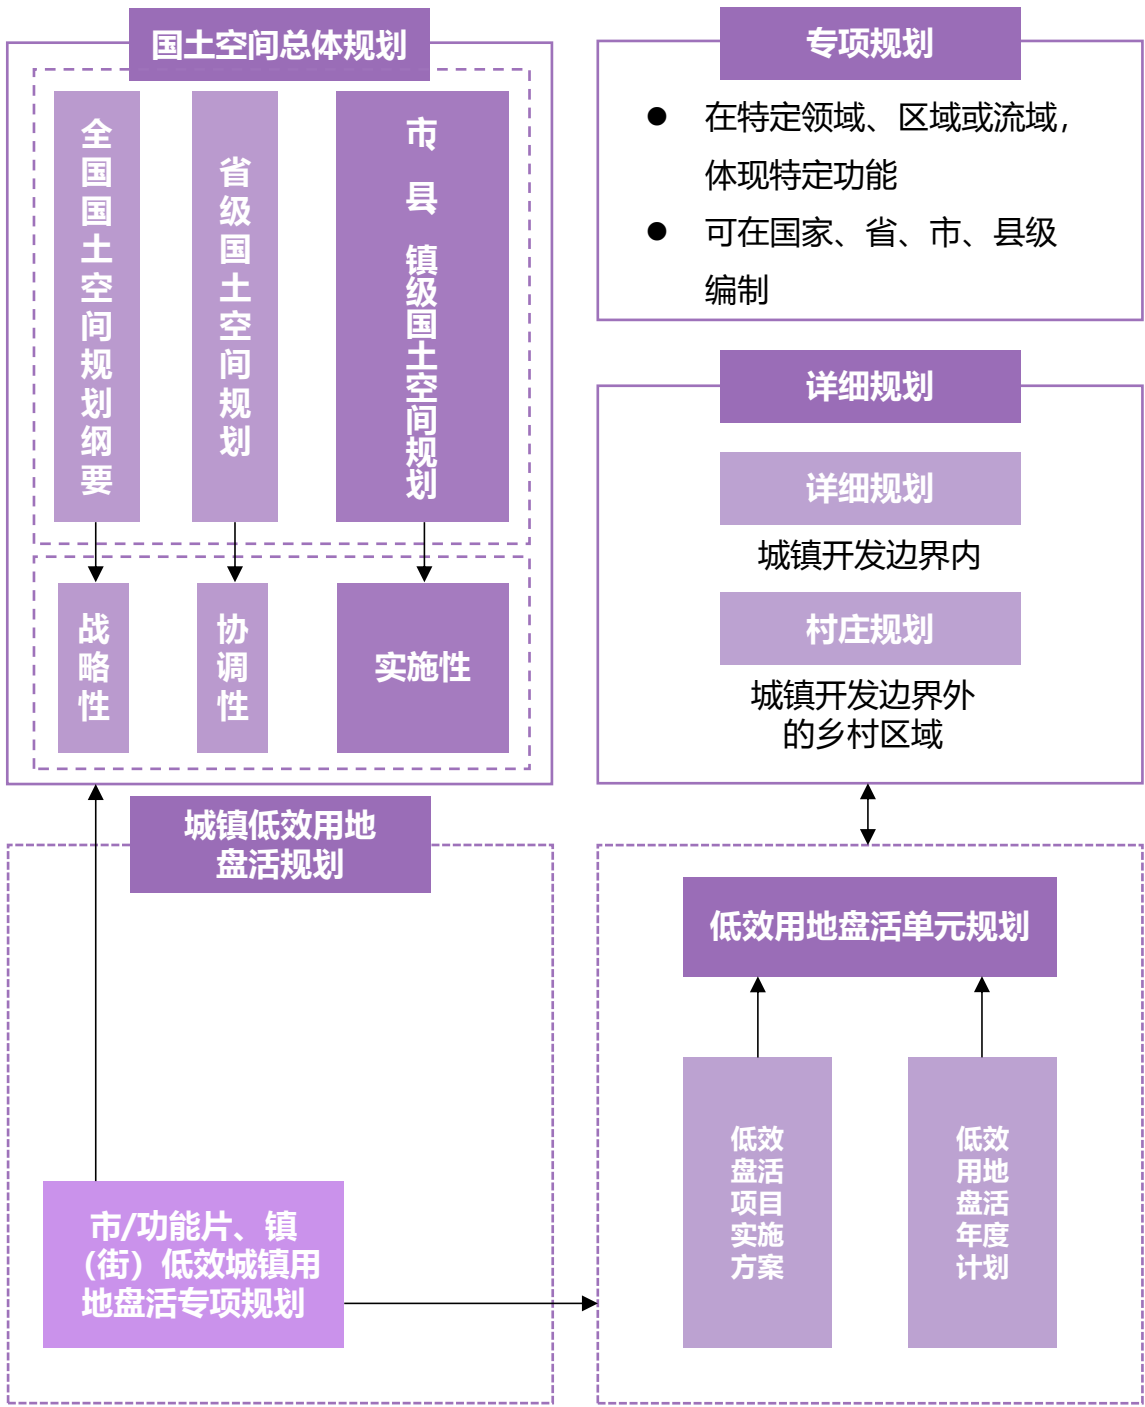 国土空间总体规划
全国国土空间规划纲要
省级国土空间规划
市 县 镇级国土空间规划
战略性
协调性
实施性
专项规划
● 在特定领域、区域或流域，
体现特定功能
● 可在国家、省、市、县级
编制
详细规划
详细规划
城镇开发边界内
村庄规划
城镇开发边界外
的乡村区域
城镇低效用地
盘活规划
市/功能片、镇
（街）低效城镇用
地盘活专项规划
低效用地盘活单元规划
低效
盘活
项目
实施
方案
低效
用地
盘活
年度
计划